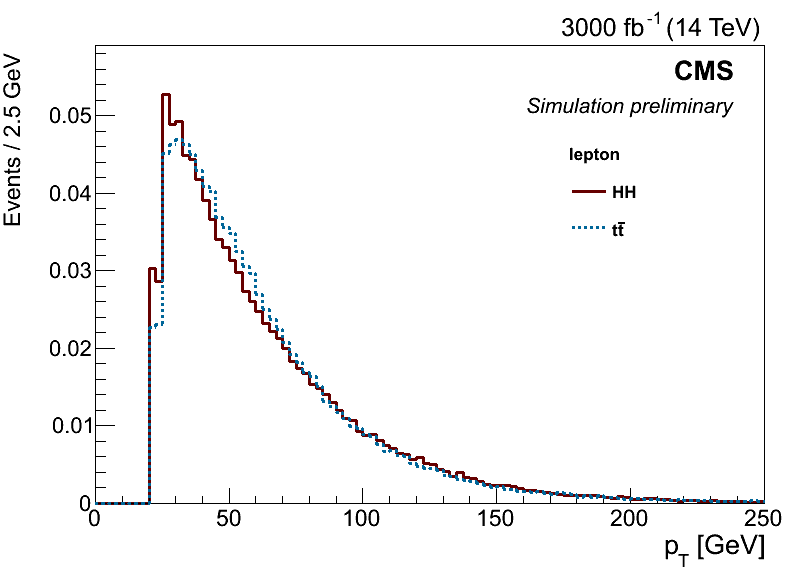 3000 fb⁻¹ (14 TeV)
CMS
Simulation preliminary
lepton
HH
tt̄
Events / 2.5 GeV
0.05
0.04
0.03
0.02
0.01
0
0 50 100 150 200 250
p_T [GeV]